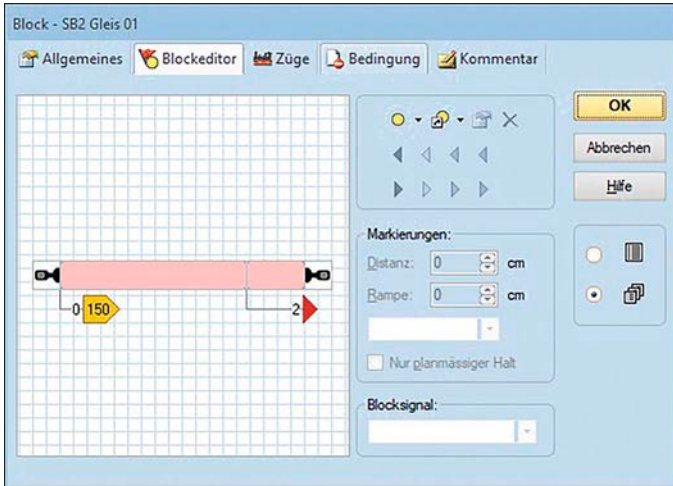 Block - SB2 Gleis 01
Allgemeines Blockeditor Züge Bedingung Kommentar
OK
Abbrechen
Hilfe
Markierungen:
Distanz: 0 cm
Rampe: 0 cm
Nur planmässiger Halt
Blocksignal:
0 150 2